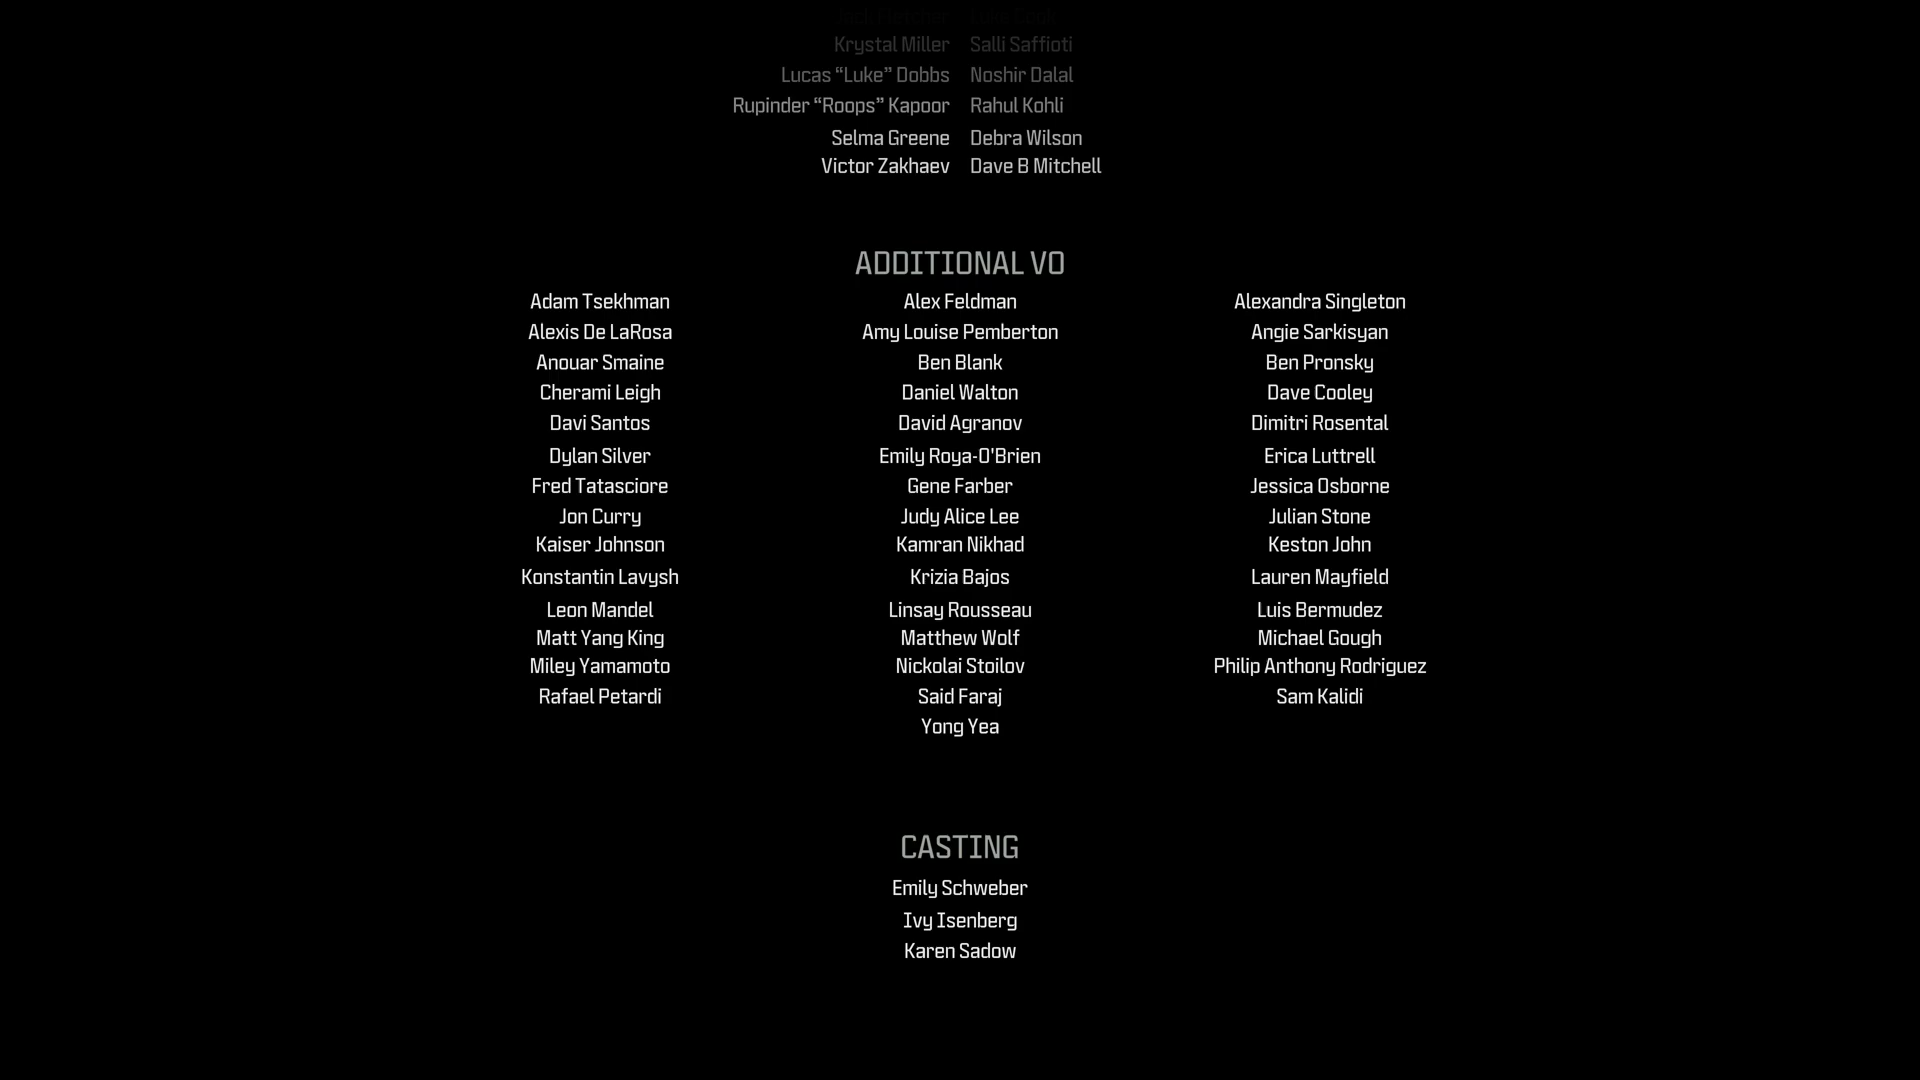 Jack Fletcher Luke Cook
Krystal Miller Salli Saffioti
Lucas “Luke” Dobbs Noshir Dalal
Rupinder “Roops” Kapoor Rahul Kohli
Selma Greene Debra Wilson
Victor Zakhaev Dave B Mitchell
ADDITIONAL VO
Adam Tsekhman Alex Feldman Alexandra Singleton
Alexis De LaRosa Amy Louise Pemberton Angie Sarkisyan
Anouar Smaine Ben Blank Ben Pronsky
Cherami Leigh Daniel Walton Dave Cooley
Davi Santos David Agranov Dimitri Rosental
Dylan Silver Emily Roya-O'Brien Erica Luttrell
Fred Tatasciore Gene Farber Jessica Osborne
Jon Curry Judy Alice Lee Julian Stone
Kaiser Johnson Kamran Nikhad Keston John
Konstantin Lavysh Krizia Bajos Lauren Mayfield
Leon Mandel Linsay Rousseau Luis Bermudez
Matt Yang King Matthew Wolf Michael Gough
Miley Yamamoto Nickolai Stoilov Philip Anthony Rodriguez
Rafael Petardi Said Faraj Sam Kalidi
Yong Yea
CASTING
Emily Schweber
Ivy Isenberg
Karen Sadow